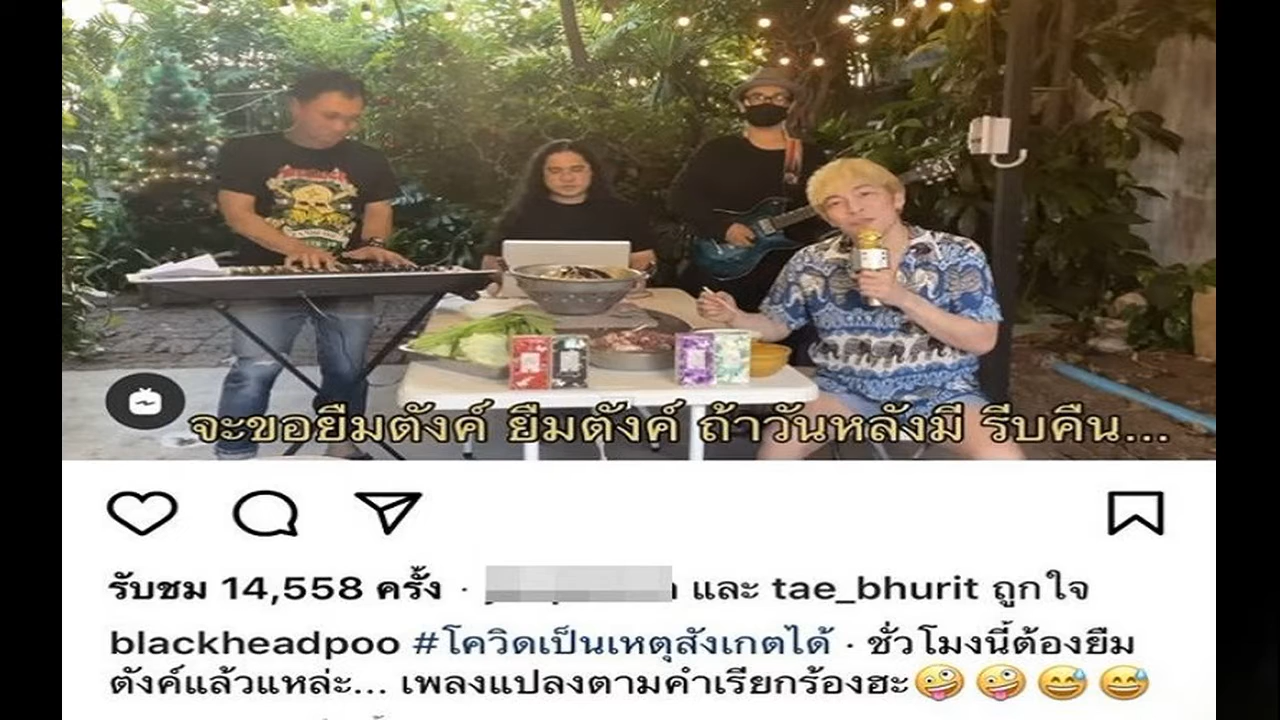 จะขอยืมตังค์ ยืมตังค์ ถ้าวันหลังมี รีบคืน...
รับชม 14,558 ครั้ง · และ tae_bhurit ถูกใจ
blackheadpoo #โควิดเป็นเหตุสังเกตได้ · ชั่วโมงนี้ต้องยืม
ตังค์แล้วแหล่ะ... เพลงแปลงตามคำเรียกร้องฮะ🤪🤪😅😅